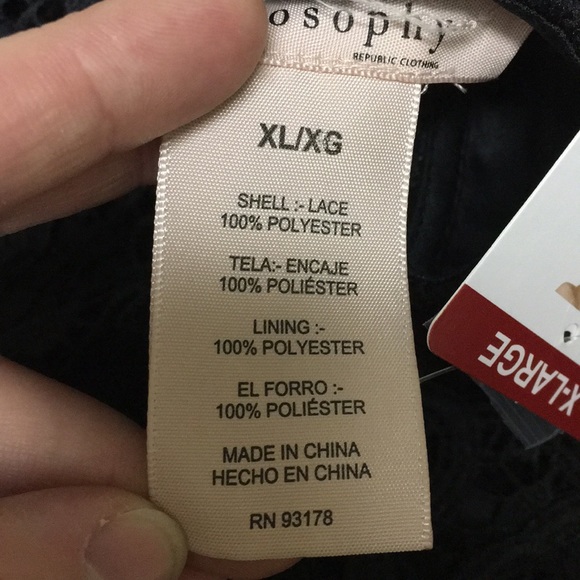 osophy
REPUBLIC CLOTHING
XL/XG
SHELL :- LACE
100% POLYESTER
TELA:- ENCAJE
100% POLIÉSTER
LINING :-
100% POLYESTER
EL FORRO :-
100% POLIÉSTER
MADE IN CHINA
HECHO EN CHINA
RN 93178
X-LARGE